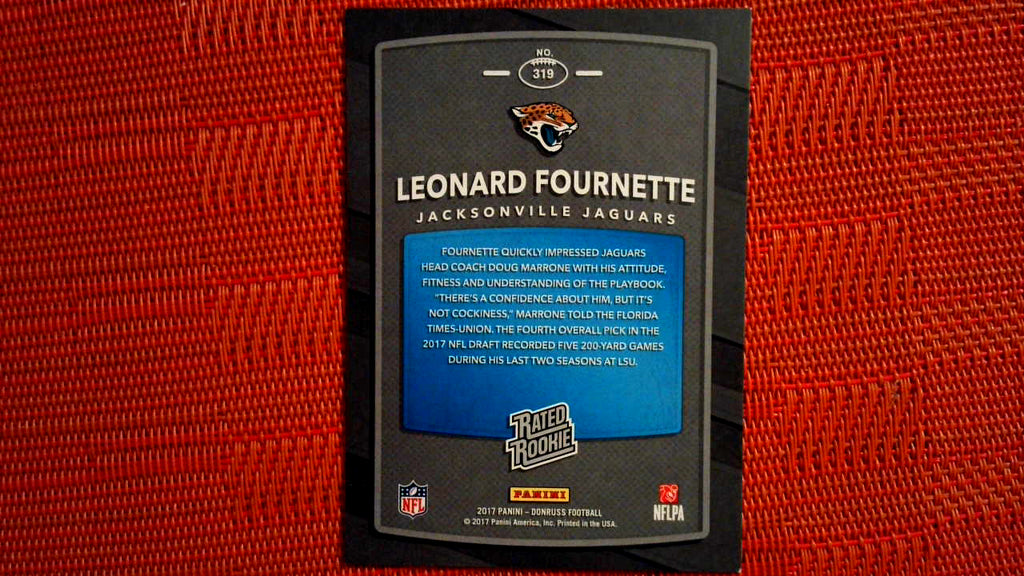 NO.
319
LEONARD FOURNETTE
JACKSONVILLE JAGUARS
FOURNETTE QUICKLY IMPRESSED JAGUARS
HEAD COACH DOUG MARRONE WITH HIS ATTITUDE,
FITNESS AND UNDERSTANDING OF THE PLAYBOOK.
"THERE'S A CONFIDENCE ABOUT HIM, BUT IT'S
NOT COCKINESS," MARRONE TOLD THE FLORIDA
TIMES-UNION. THE FOURTH OVERALL PICK IN THE
2017 NFL DRAFT RECORDED FIVE 200-YARD GAMES
DURING HIS LAST TWO SEASONS AT LSU.
RATED
ROOKIE
NFL
PANINI
2017 PANINI – DONRUSS FOOTBALL
© 2017 Panini America, Inc. Printed in the USA.
NFLPA